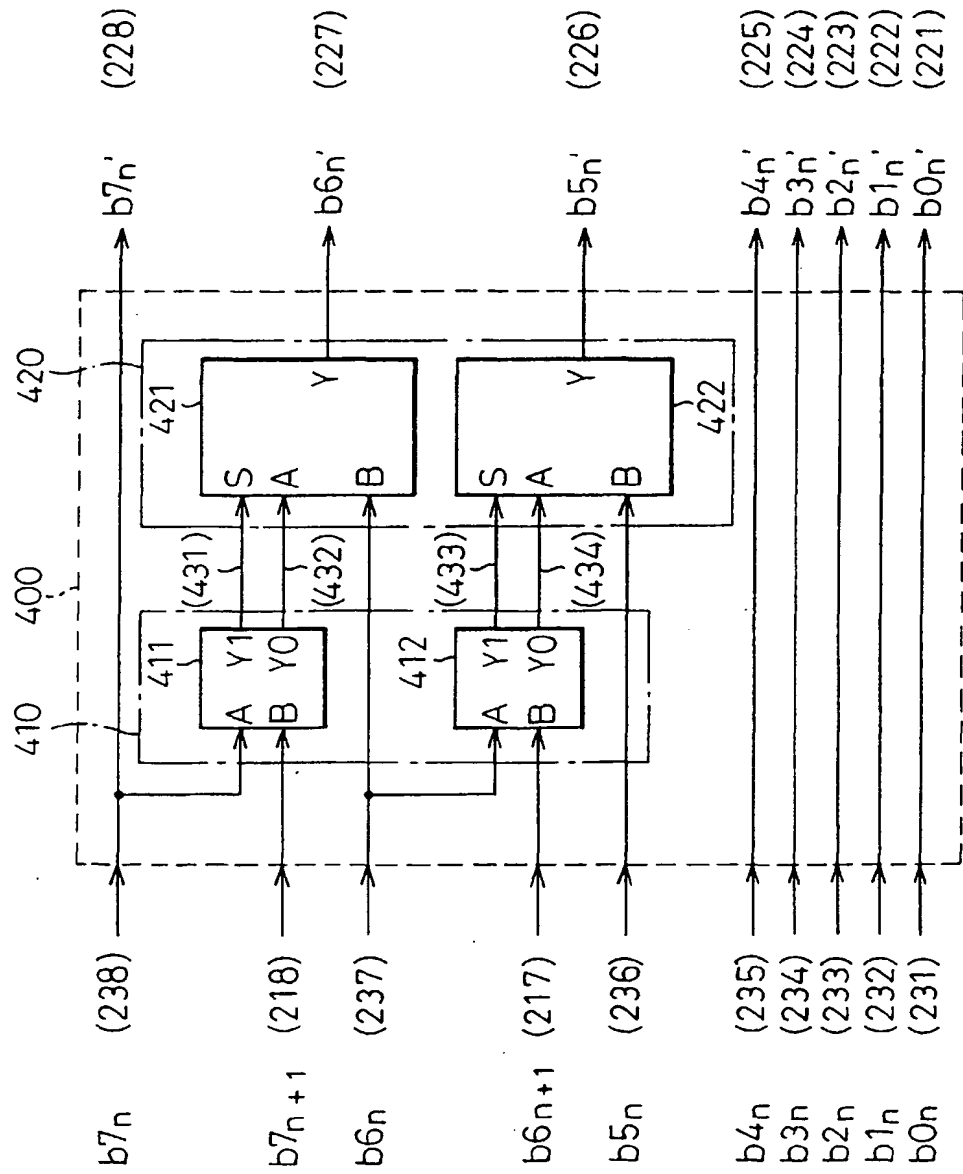 b7n (238) b7n' (228)
b7n+1 (218)
b6n (237) b6n' (227)
b6n+1 (217)
b5n (236) b5n' (226)
b4n (235) b4n' (225)
b3n (234) b3n' (224)
b2n (233) b2n' (223)
b1n (232) b1n' (222)
b0n (231) b0n' (221)
400
410
420
411
A Y1
B Y0
(431)
(432)
421
S
A
B
Y
412
A Y1
B Y0
(433)
(434)
422
S
A
B
Y